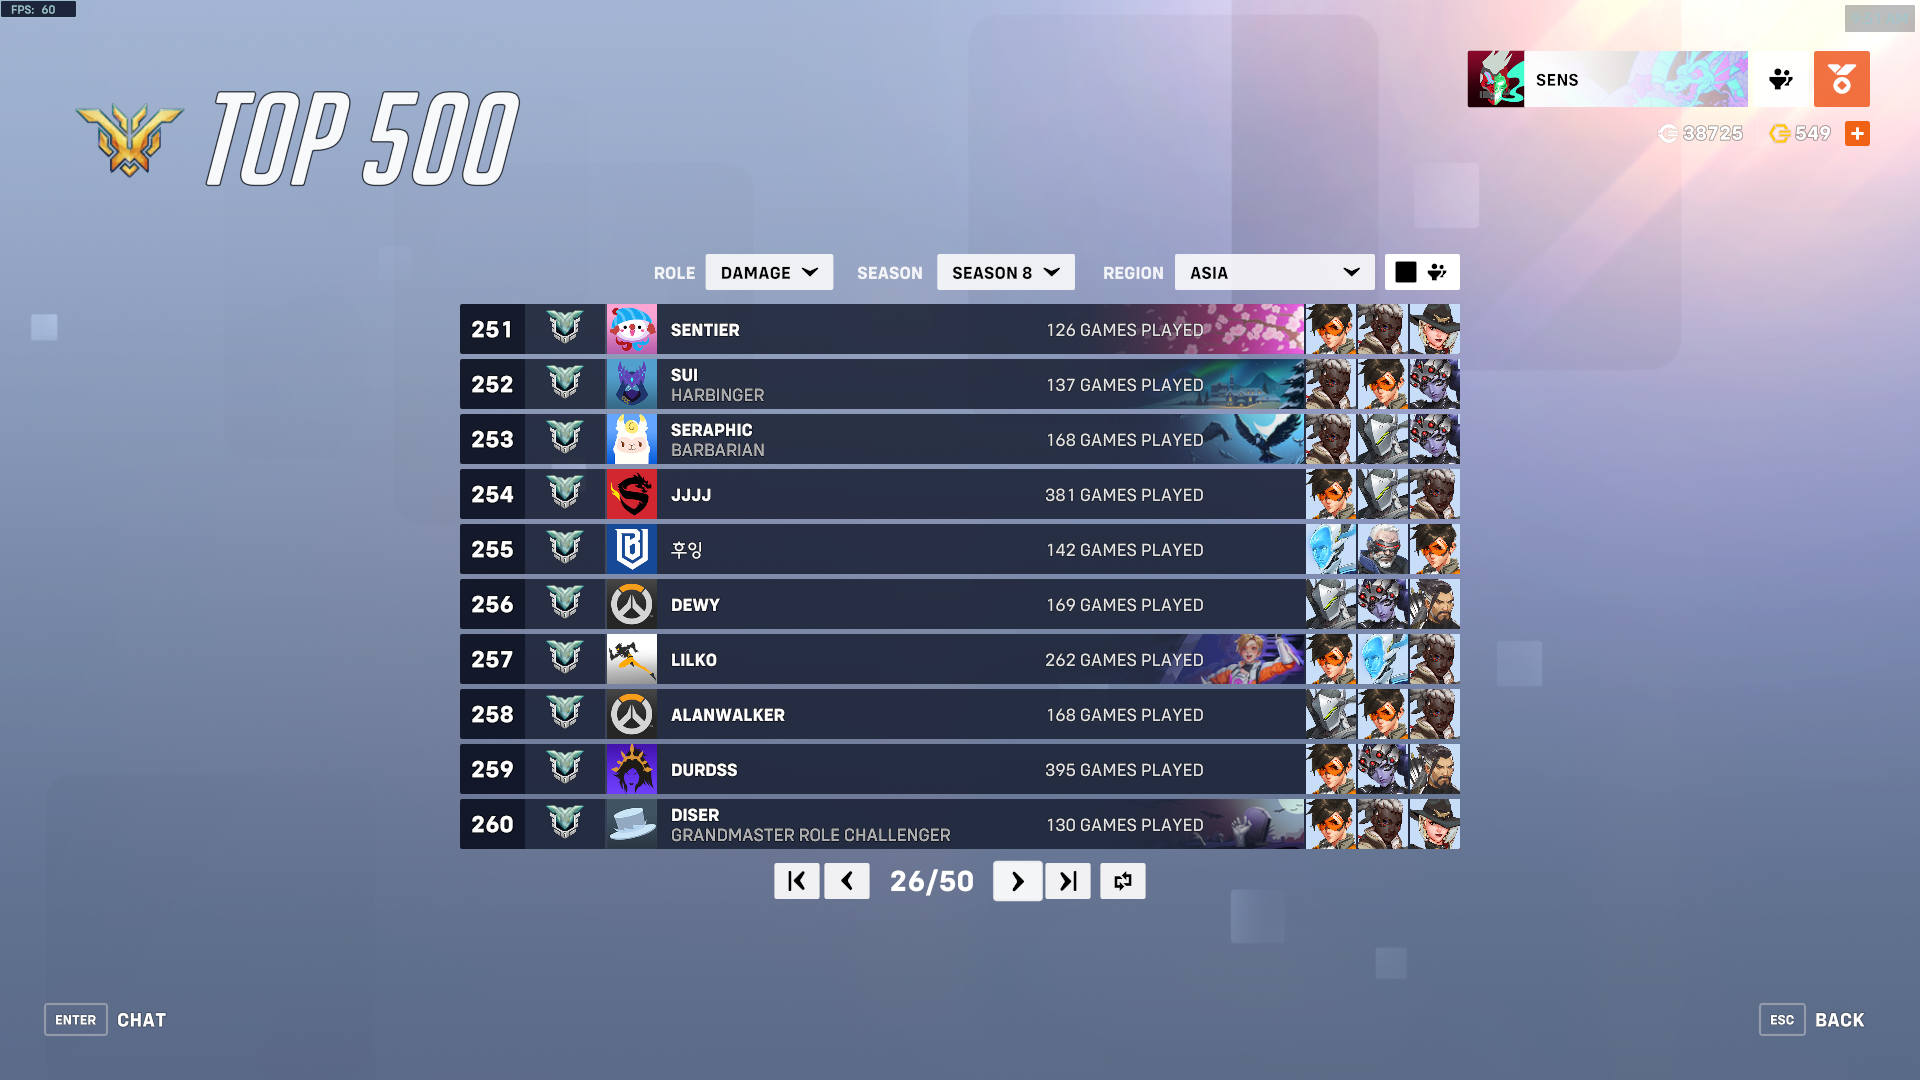 FPS: 60
TOP 500
SENS
38725
549
ROLE
DAMAGE
SEASON
SEASON 8
REGION
ASIA
251 SENTIER 126 GAMES PLAYED
252 SUI 137 GAMES PLAYED
HARBINGER
253 SERAPHIC 168 GAMES PLAYED
BARBARIAN
254 JJJJ 381 GAMES PLAYED
255 후잉 142 GAMES PLAYED
256 DEWY 169 GAMES PLAYED
257 LILKO 262 GAMES PLAYED
258 ALANWALKER 168 GAMES PLAYED
259 DURDSS 395 GAMES PLAYED
260 DISER 130 GAMES PLAYED
GRANDMASTER ROLE CHALLENGER
26/50
ENTER CHAT
ESC BACK